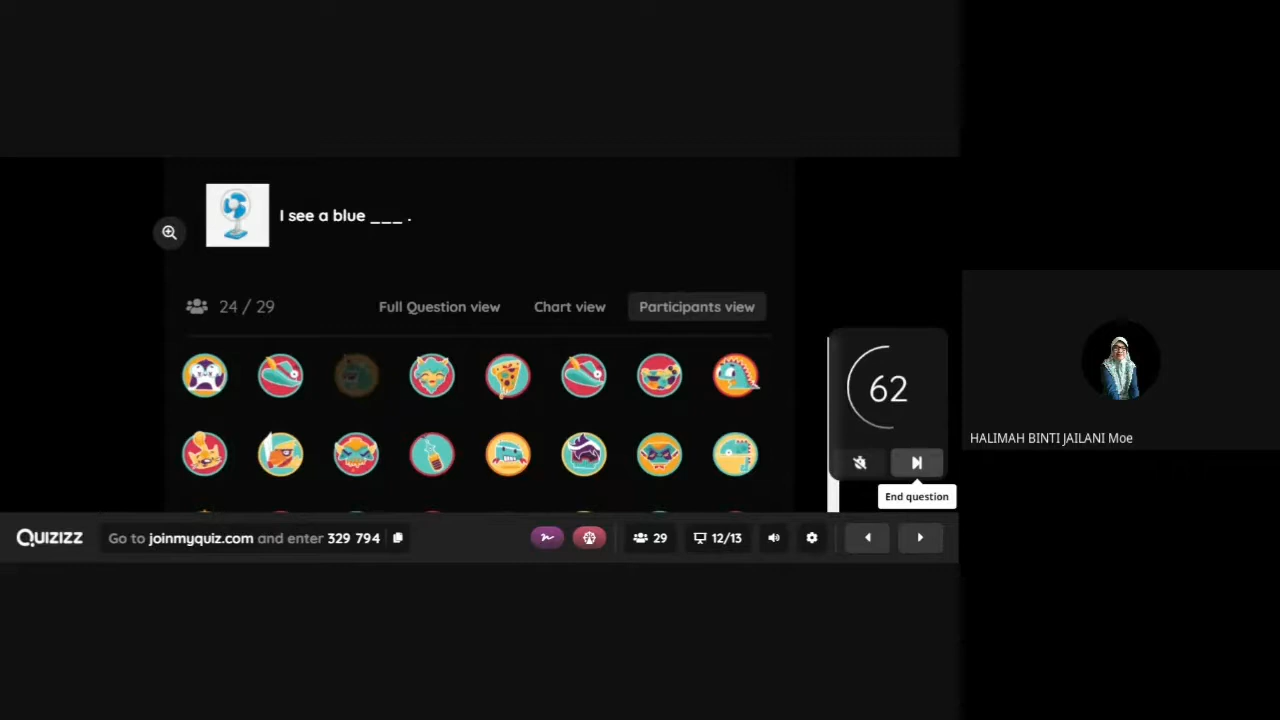 I see a blue ___ .
24 / 29
Full Question view
Chart view
Participants view
62
End question
HALIMAH BINTI JAILANI Moe
QUIZIZZ
Go to joinmyquiz.com and enter 329 794
29
12/13